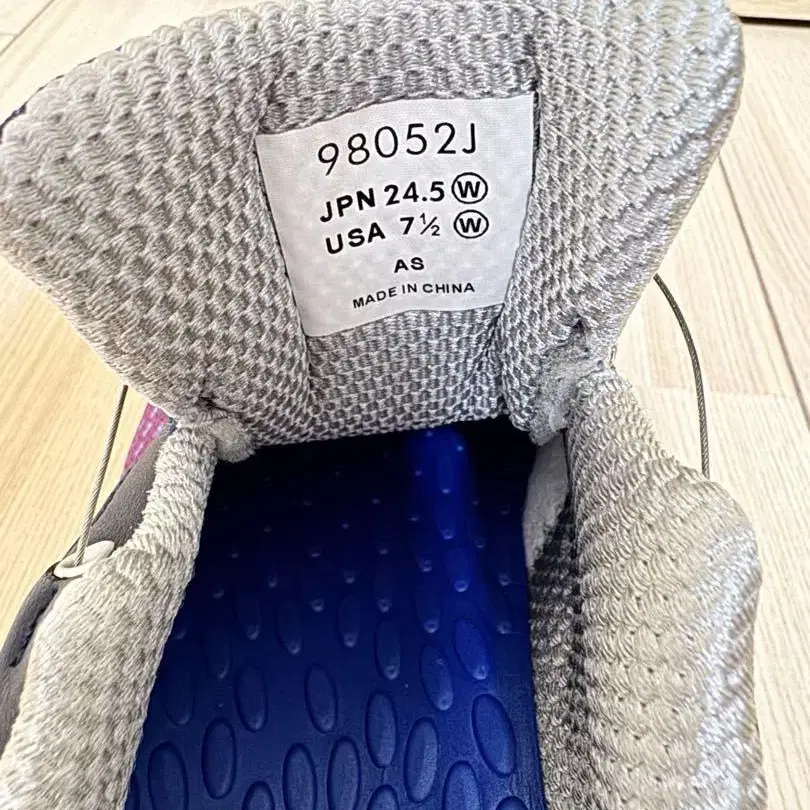 98052J
JPN 24.5 Ⓦ
USA 7½ Ⓦ
AS
MADE IN CHINA